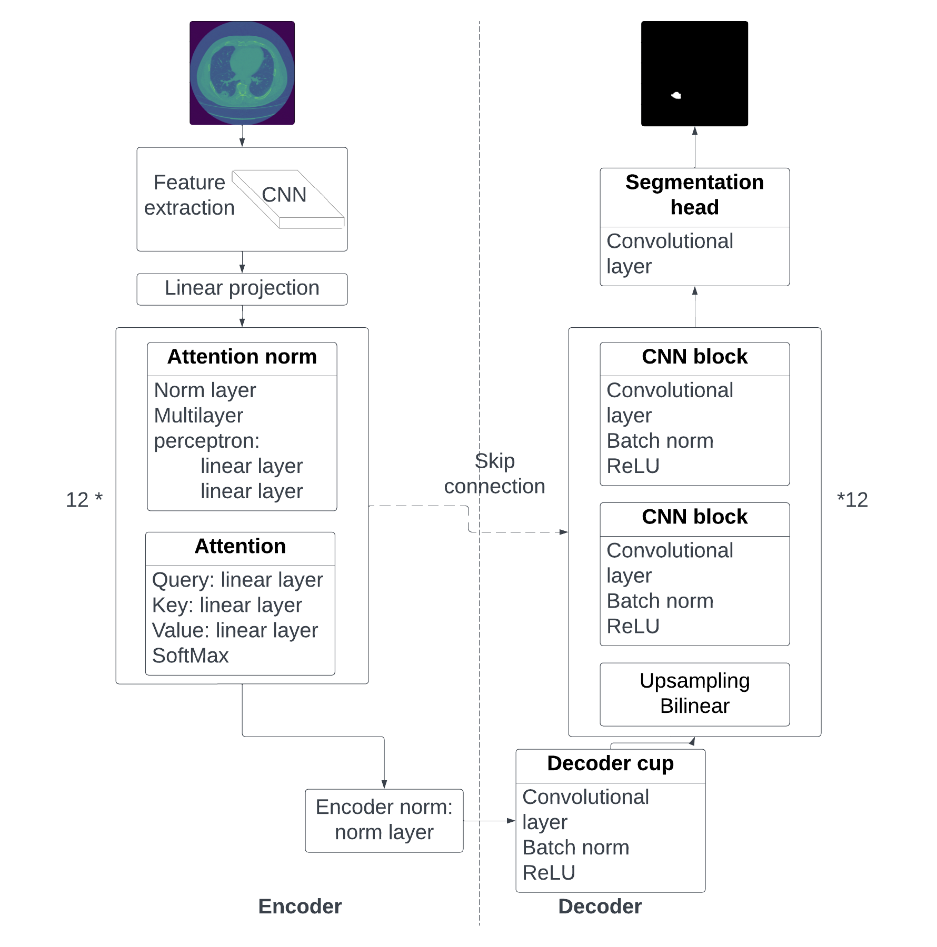 Feature
extraction
CNN
Linear projection
12 *
Attention norm
Norm layer
Multilayer
perceptron:
linear layer
linear layer
Attention
Query: linear layer
Key: linear layer
Value: linear layer
SoftMax
Encoder norm:
norm layer
Encoder
Skip
connection
Segmentation
head
Convolutional
layer
CNN block
Convolutional
layer
Batch norm
ReLU
CNN block
Convolutional
layer
Batch norm
ReLU
Upsampling
Bilinear
*12
Decoder cup
Convolutional
layer
Batch norm
ReLU
Decoder